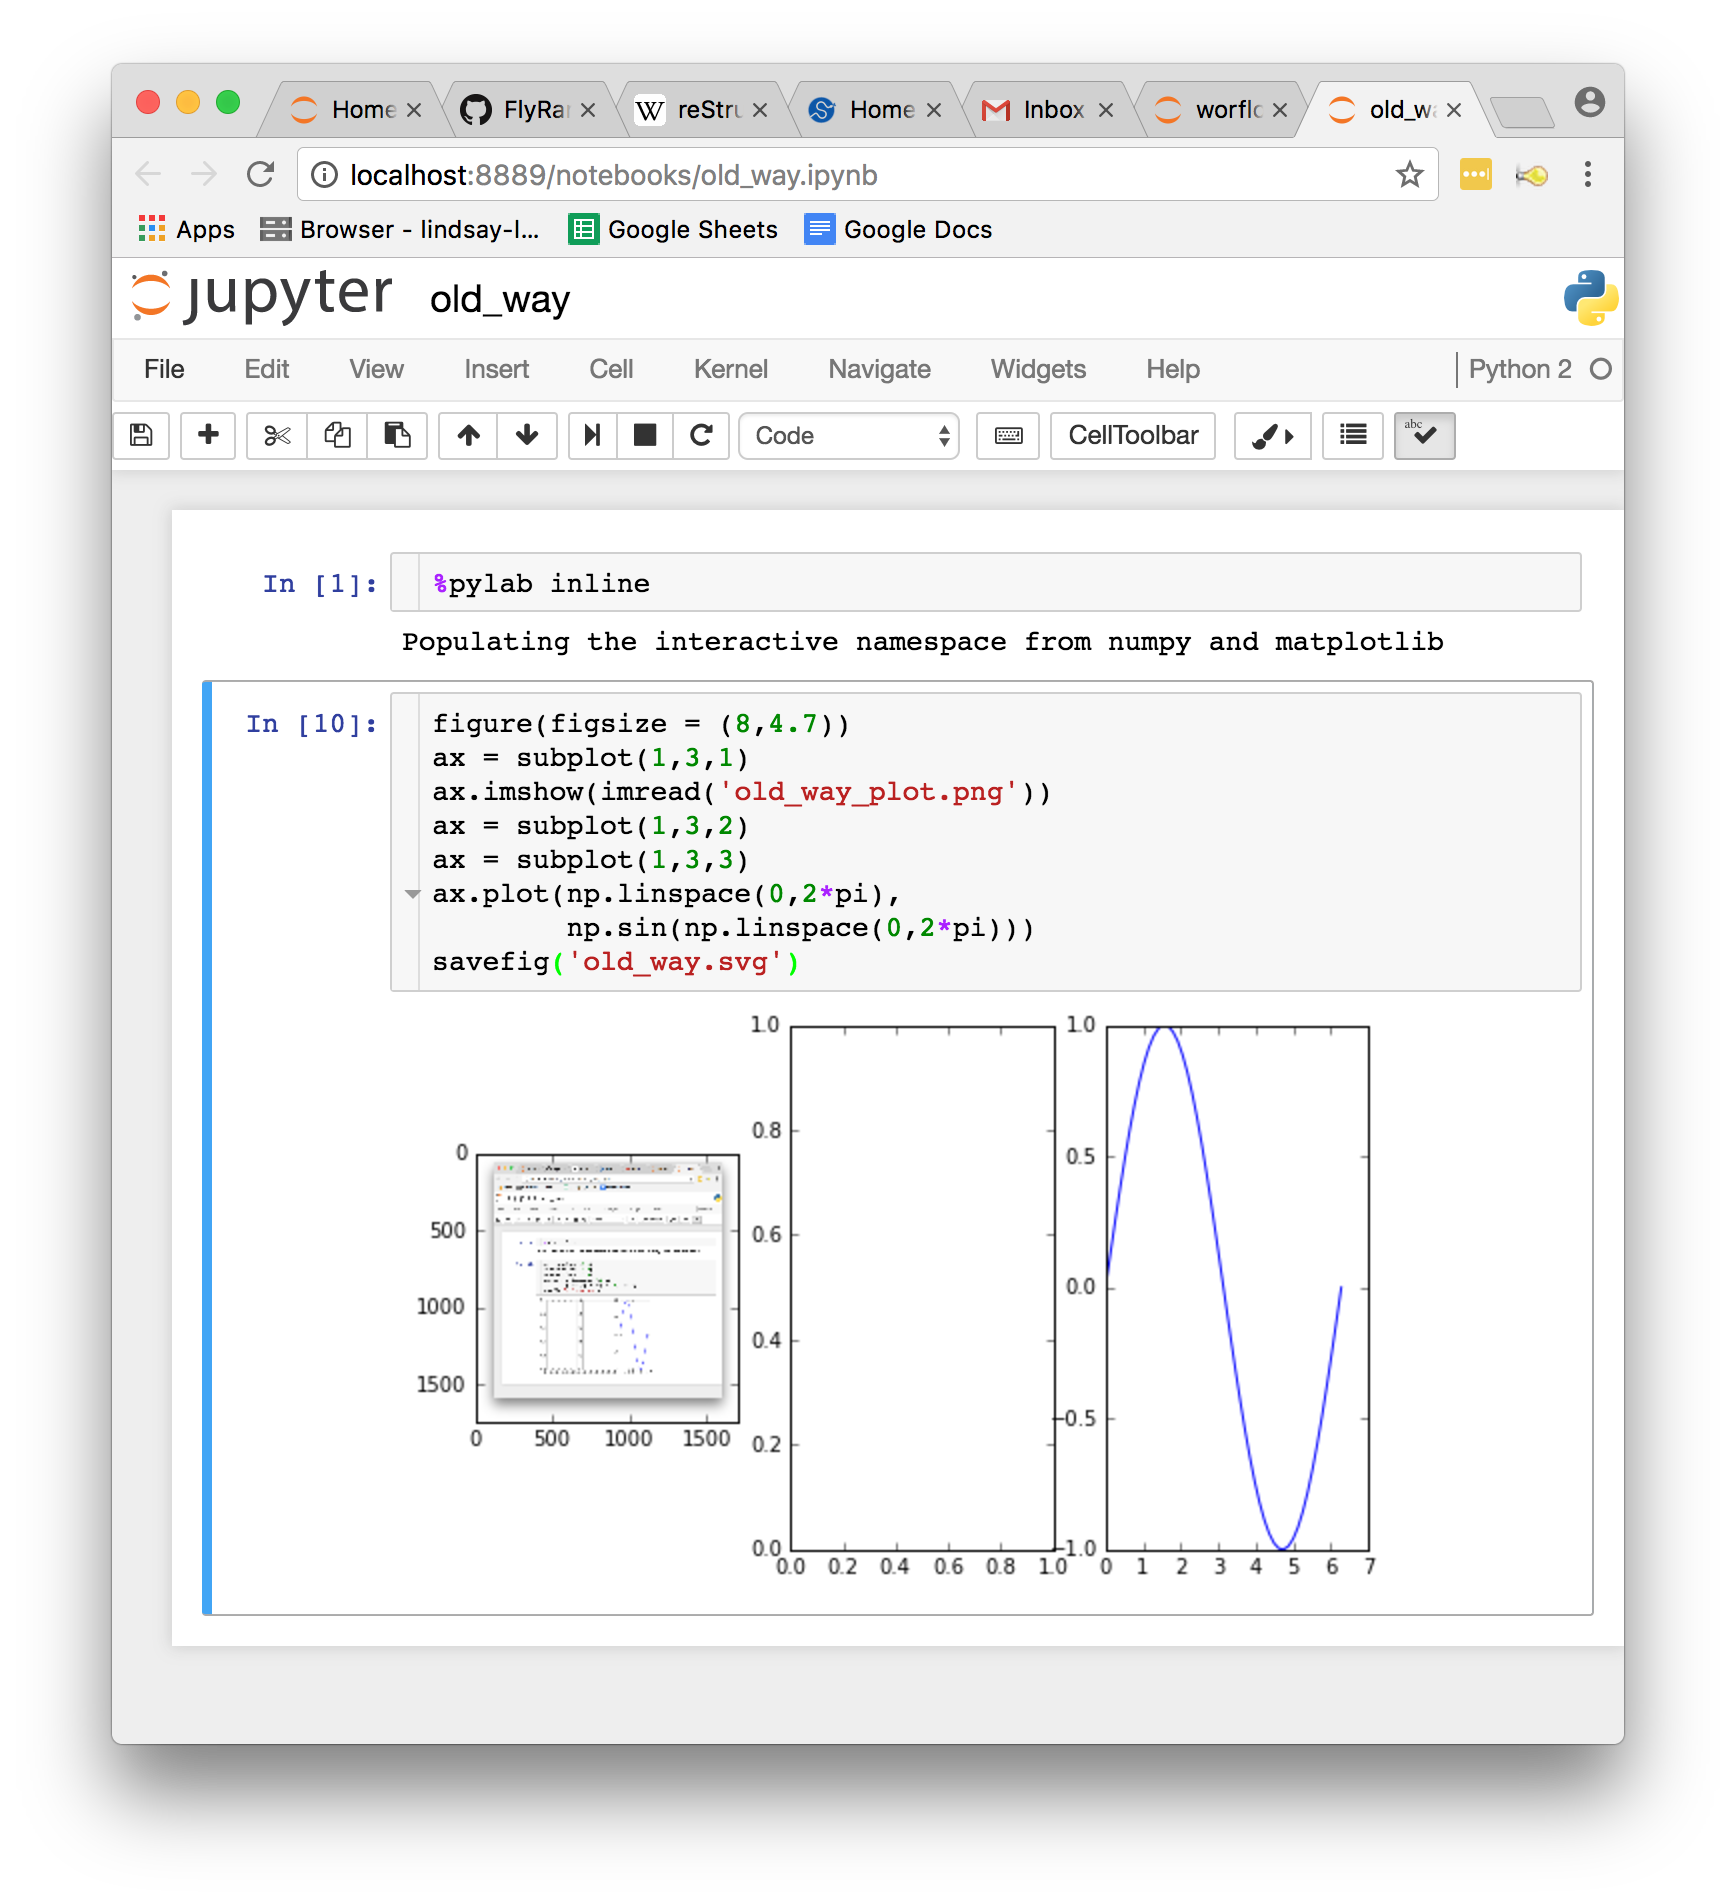 Home FlyRa reStru Home Inbox worflo old_wa
localhost:8889/notebooks/old_way.ipynb
Apps Browser - lindsay-l... Google Sheets Google Docs
jupyter old_way
File Edit View Insert Cell Kernel Navigate Widgets Help Python 2
Code CellToolbar abc
In [1]: %pylab inline
Populating the interactive namespace from numpy and matplotlib
In [10]: figure(figsize = (8,4.7))
ax = subplot(1,3,1)
ax.imshow(imread('old_way_plot.png'))
ax = subplot(1,3,2)
ax = subplot(1,3,3)
ax.plot(np.linspace(0,2*pi),
np.sin(np.linspace(0,2*pi)))
savefig('old_way.svg')
0
500
1000
1500
0 500 1000 1500
1.0
0.8
0.6
0.4
0.2
0.0
0.0 0.2 0.4 0.6 0.8 1.0
1.0
0.5
0.0
−0.5
−1.0
0 1 2 3 4 5 6 7